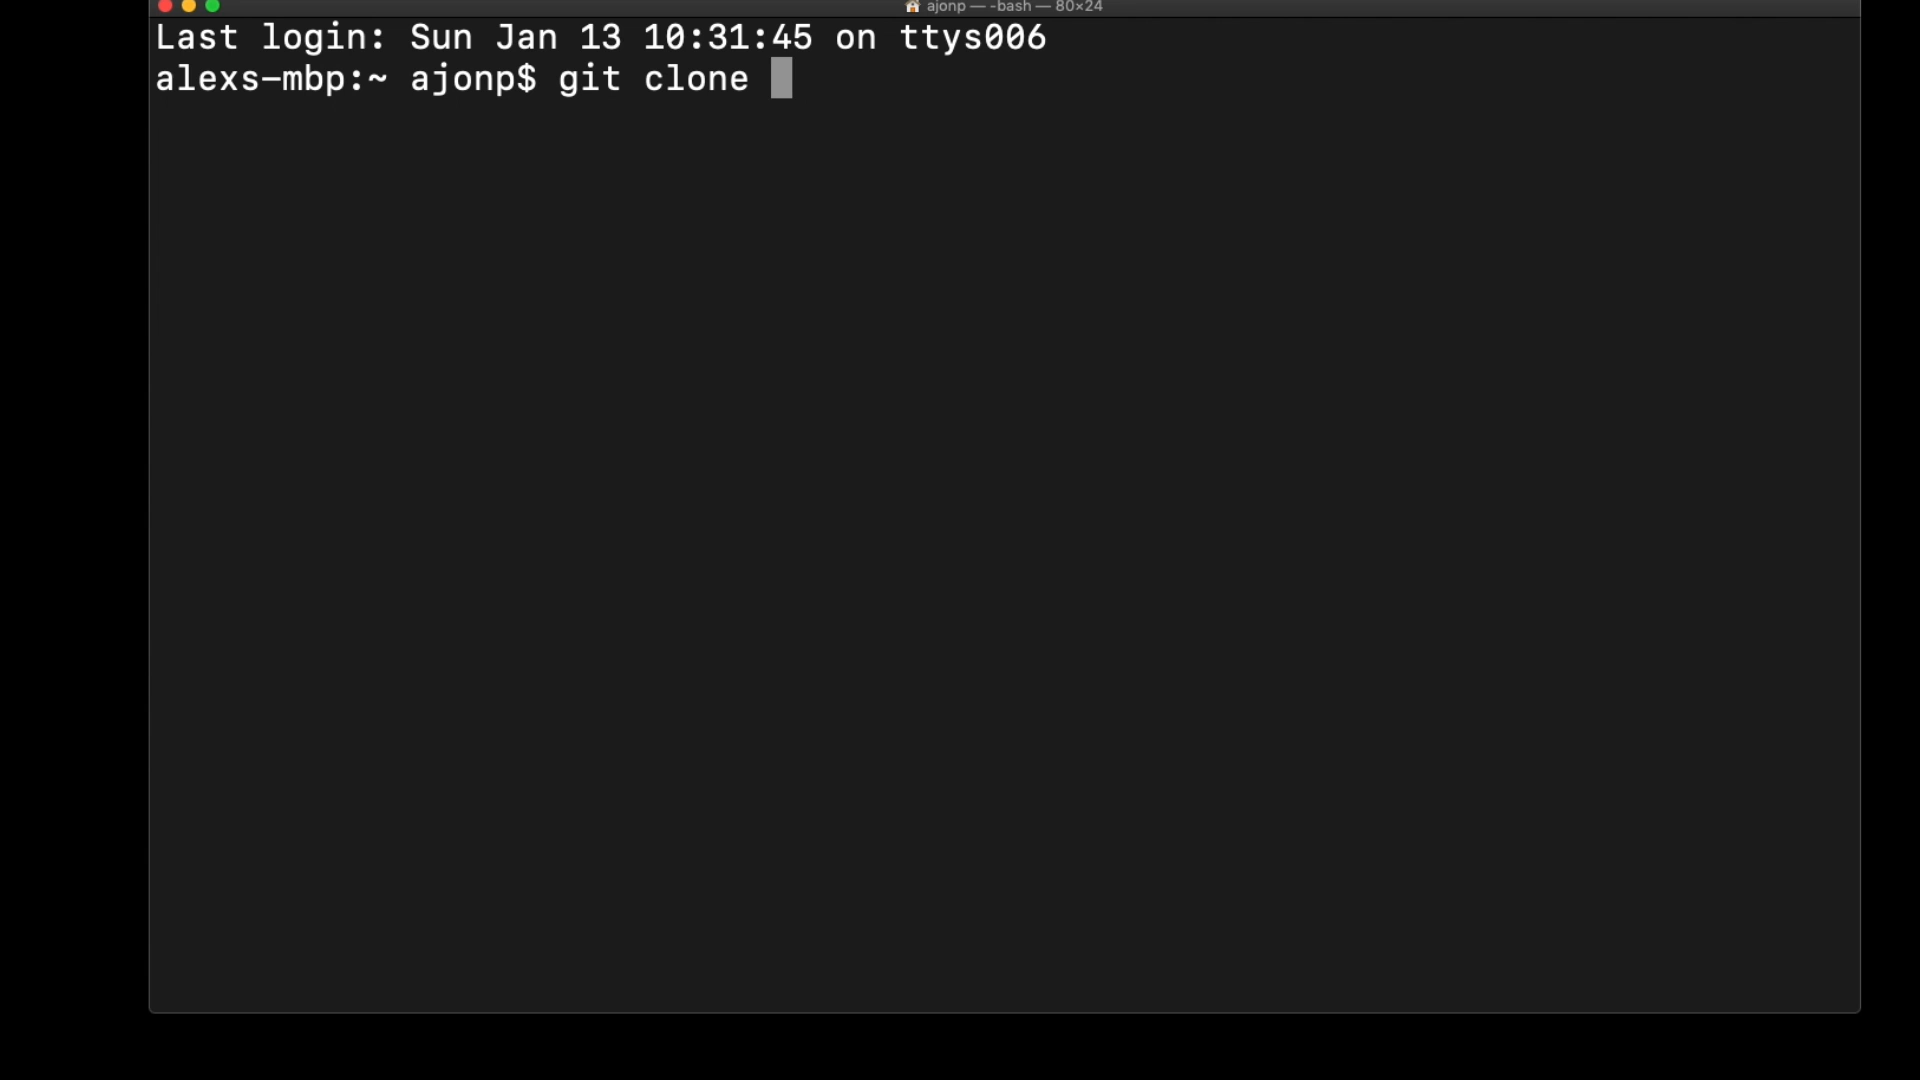 ajonp — -bash — 80×24
Last login: Sun Jan 13 10:31:45 on ttys006
alexs-mbp:~ ajonp$ git clone